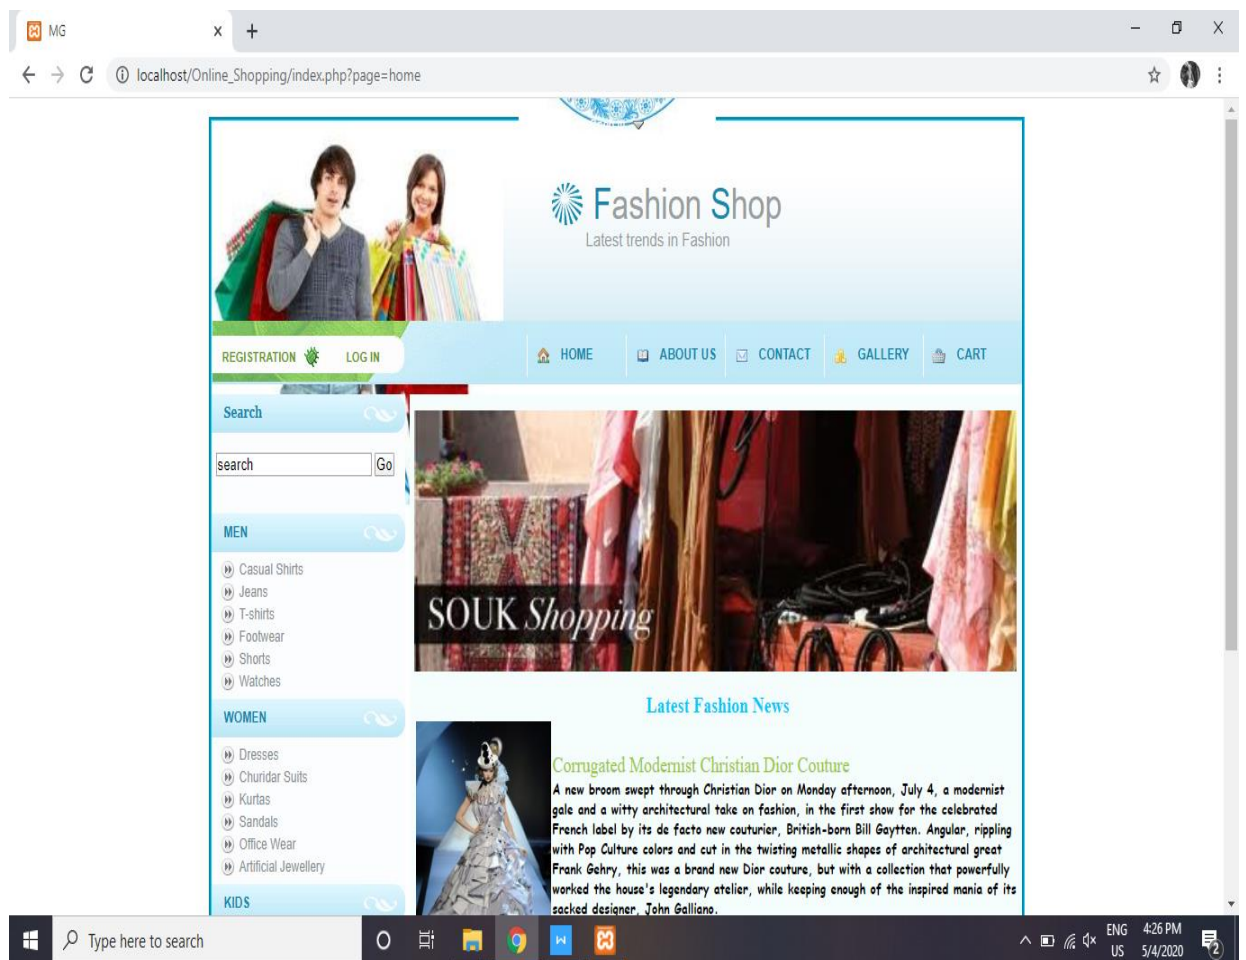 MG
localhost/Online_Shopping/index.php?page=home
Fashion Shop
Latest trends in Fashion
REGISTRATION LOG IN
HOME ABOUT US CONTACT GALLERY CART
Search
search Go
MEN
Casual Shirts
Jeans
T-shirts
Footwear
Shorts
Watches
WOMEN
Dresses
Churidar Suits
Kurtas
Sandals
Office Wear
Artificial Jewellery
KIDS
SOUK Shopping
Latest Fashion News
Corrugated Modernist Christian Dior Couture
A new broom swept through Christian Dior on Monday afternoon, July 4, a modernist
gale and a witty architectural take on fashion, in the first show for the celebrated
French label by its de facto new couturier, British-born Bill Gaytten. Angular, rippling
with Pop Culture colors and cut in the twisting metallic shapes of architectural great
Frank Gehry, this was a brand new Dior couture, but with a collection that powerfully
worked the house's legendary atelier, while keeping enough of the inspired mania of its
sacked designer, John Galliano.
Type here to search
ENG
US
4:26 PM
5/4/2020
2